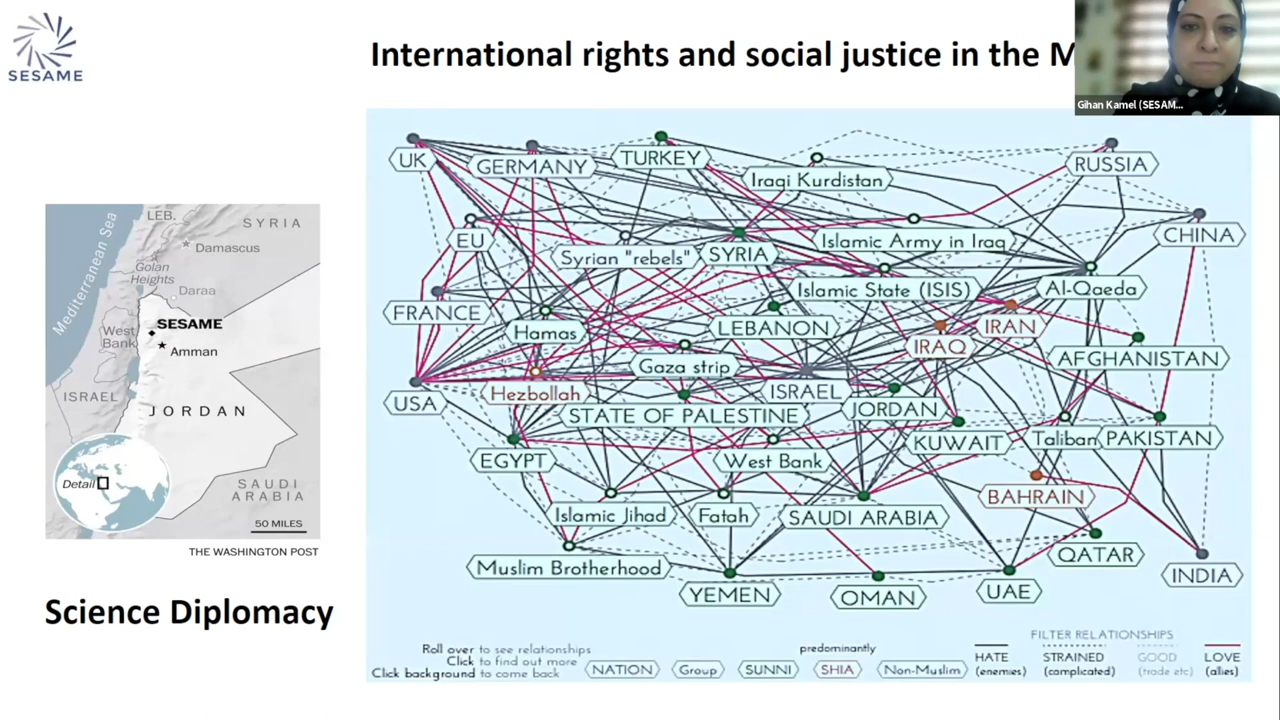 SESAME
International rights and social justice in the M
Gihan Kamel (SESAM...
LEB.
SYRIA
Damascus
Golan
Heights
Daraa
Mediterranean Sea
SESAME
West
Bank
Amman
ISRAEL
JORDAN
Detail
SAUDI
ARABIA
50 MILES
THE WASHINGTON POST
Science Diplomacy
UK
GERMANY
TURKEY
Iraqi Kurdistan
RUSSIA
EU
Syrian "rebels"
SYRIA
Islamic Army in Iraq
CHINA
Islamic State (ISIS)
Al-Qaeda
FRANCE
Hamas
LEBANON
IRAQ
IRAN
AFGHANISTAN
Gaza strip
USA
Hezbollah
ISRAEL
STATE OF PALESTINE
JORDAN
KUWAIT
Taliban
PAKISTAN
EGYPT
West Bank
BAHRAIN
Islamic Jihad
Fatah
SAUDI ARABIA
QATAR
Muslim Brotherhood
YEMEN
OMAN
UAE
INDIA
Roll over to see relationships
Click to find out more
Click background to come back
NATION
Group
predominantly
SUNNI
SHIA
Non-Muslim
FILTER RELATIONSHIPS
HATE
(enemies)
STRAINED
(complicated)
GOOD
(trade etc)
LOVE
(allies)